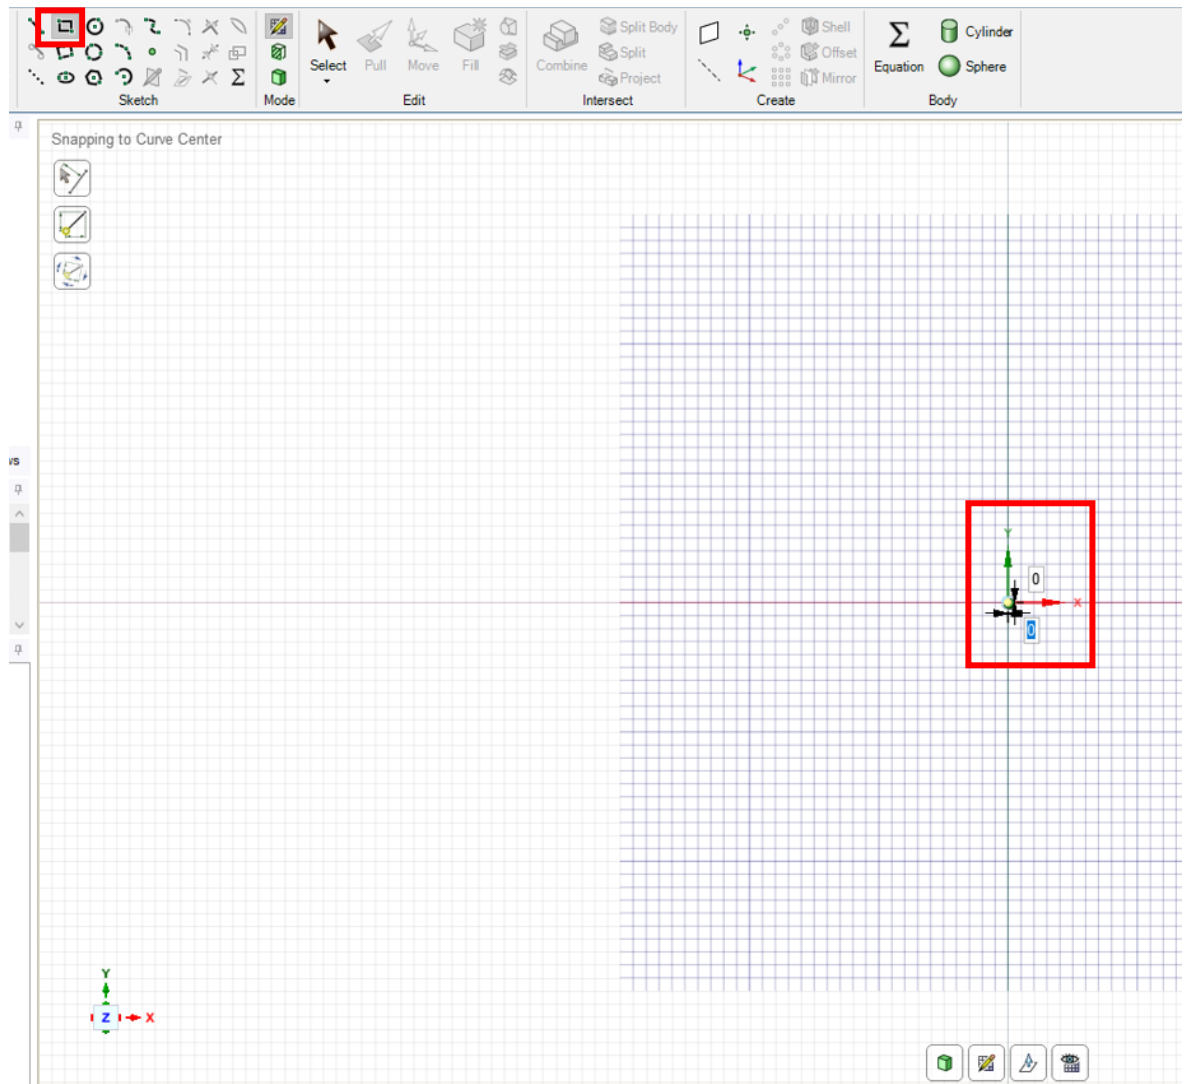 Split Body
Shell
Cylinder
Split
Offset
Select
Pull
Move
Fill
Combine
Project
Mirror
Equation
Sphere
Sketch
Mode
Edit
Intersect
Create
Body
Snapping to Curve Center
ws
Y
0
X
0
Y
Z
X